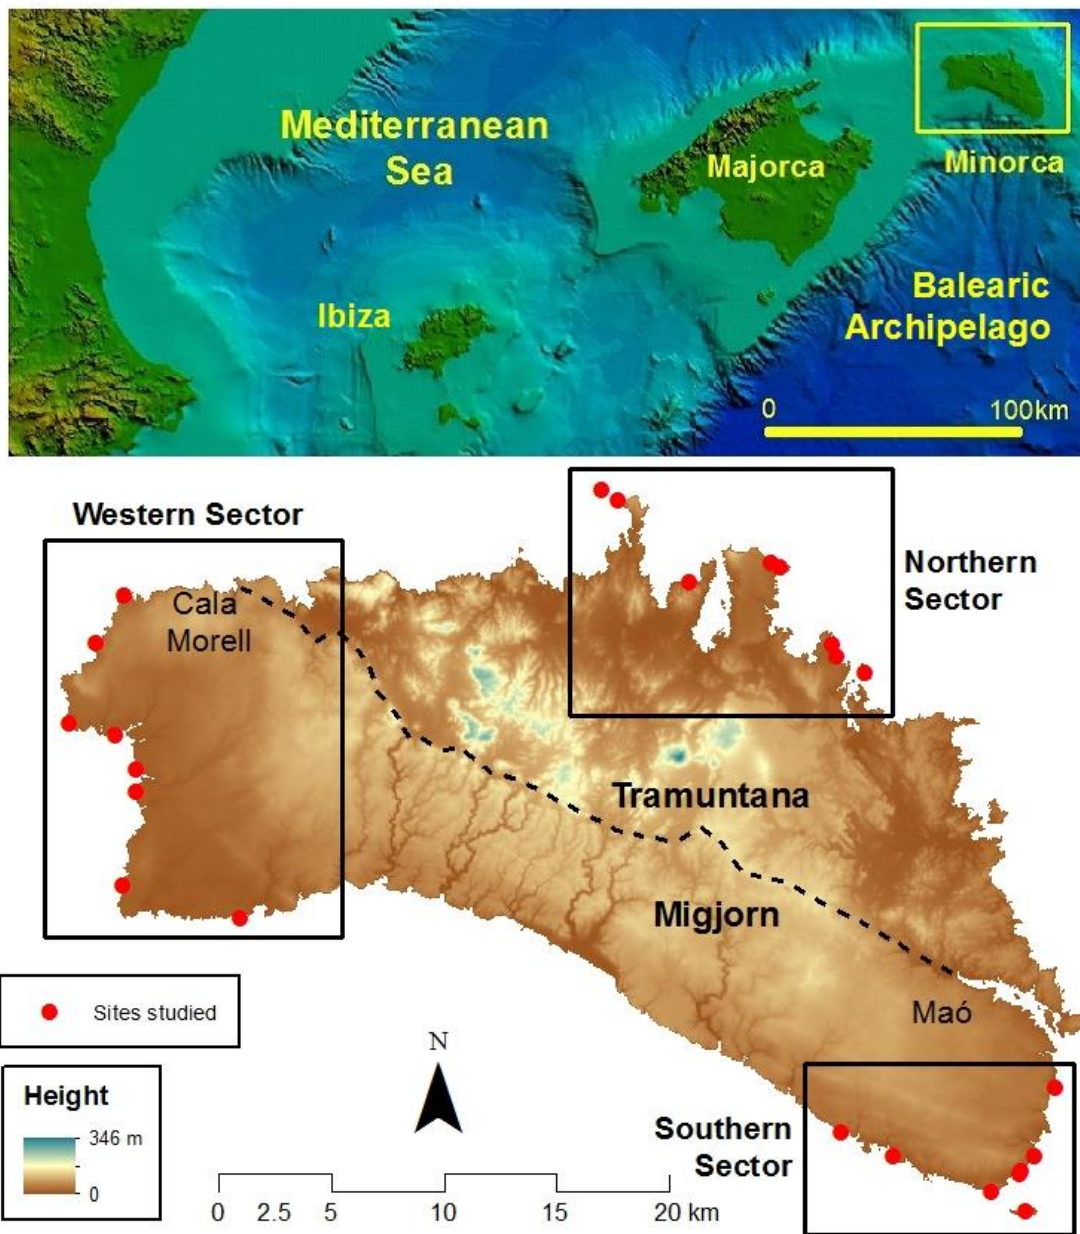 Mediterranean
Sea
Majorca
Minorca
Ibiza
Balearic
Archipelago
0 100km
Western Sector
Northern
Sector
Cala
Morell
Tramuntana
Migjorn
Maó
Sites studied
N
Height
346 m
0
Southern
Sector
0 2.5 5 10 15 20 km